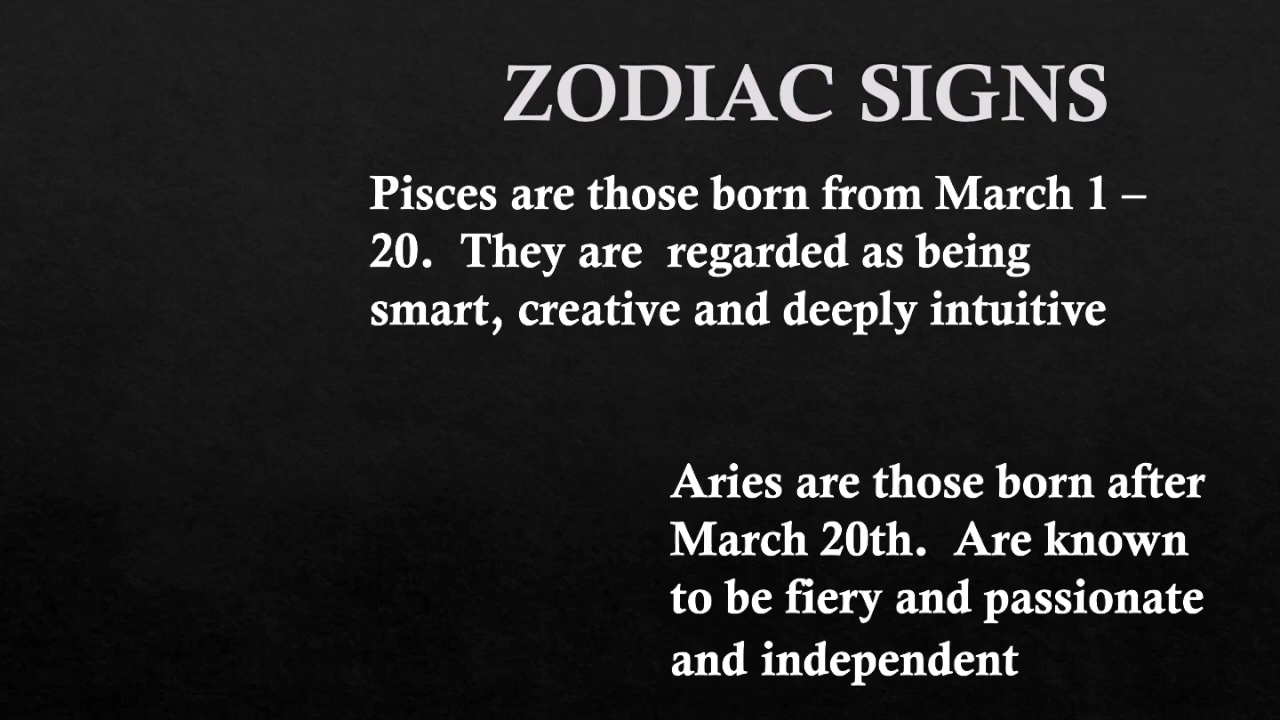 ZODIAC SIGNS
Pisces are those born from March 1 –
20.  They are  regarded as being
smart, creative and deeply intuitive
Aries are those born after
March 20th.  Are known
to be fiery and passionate
and independent